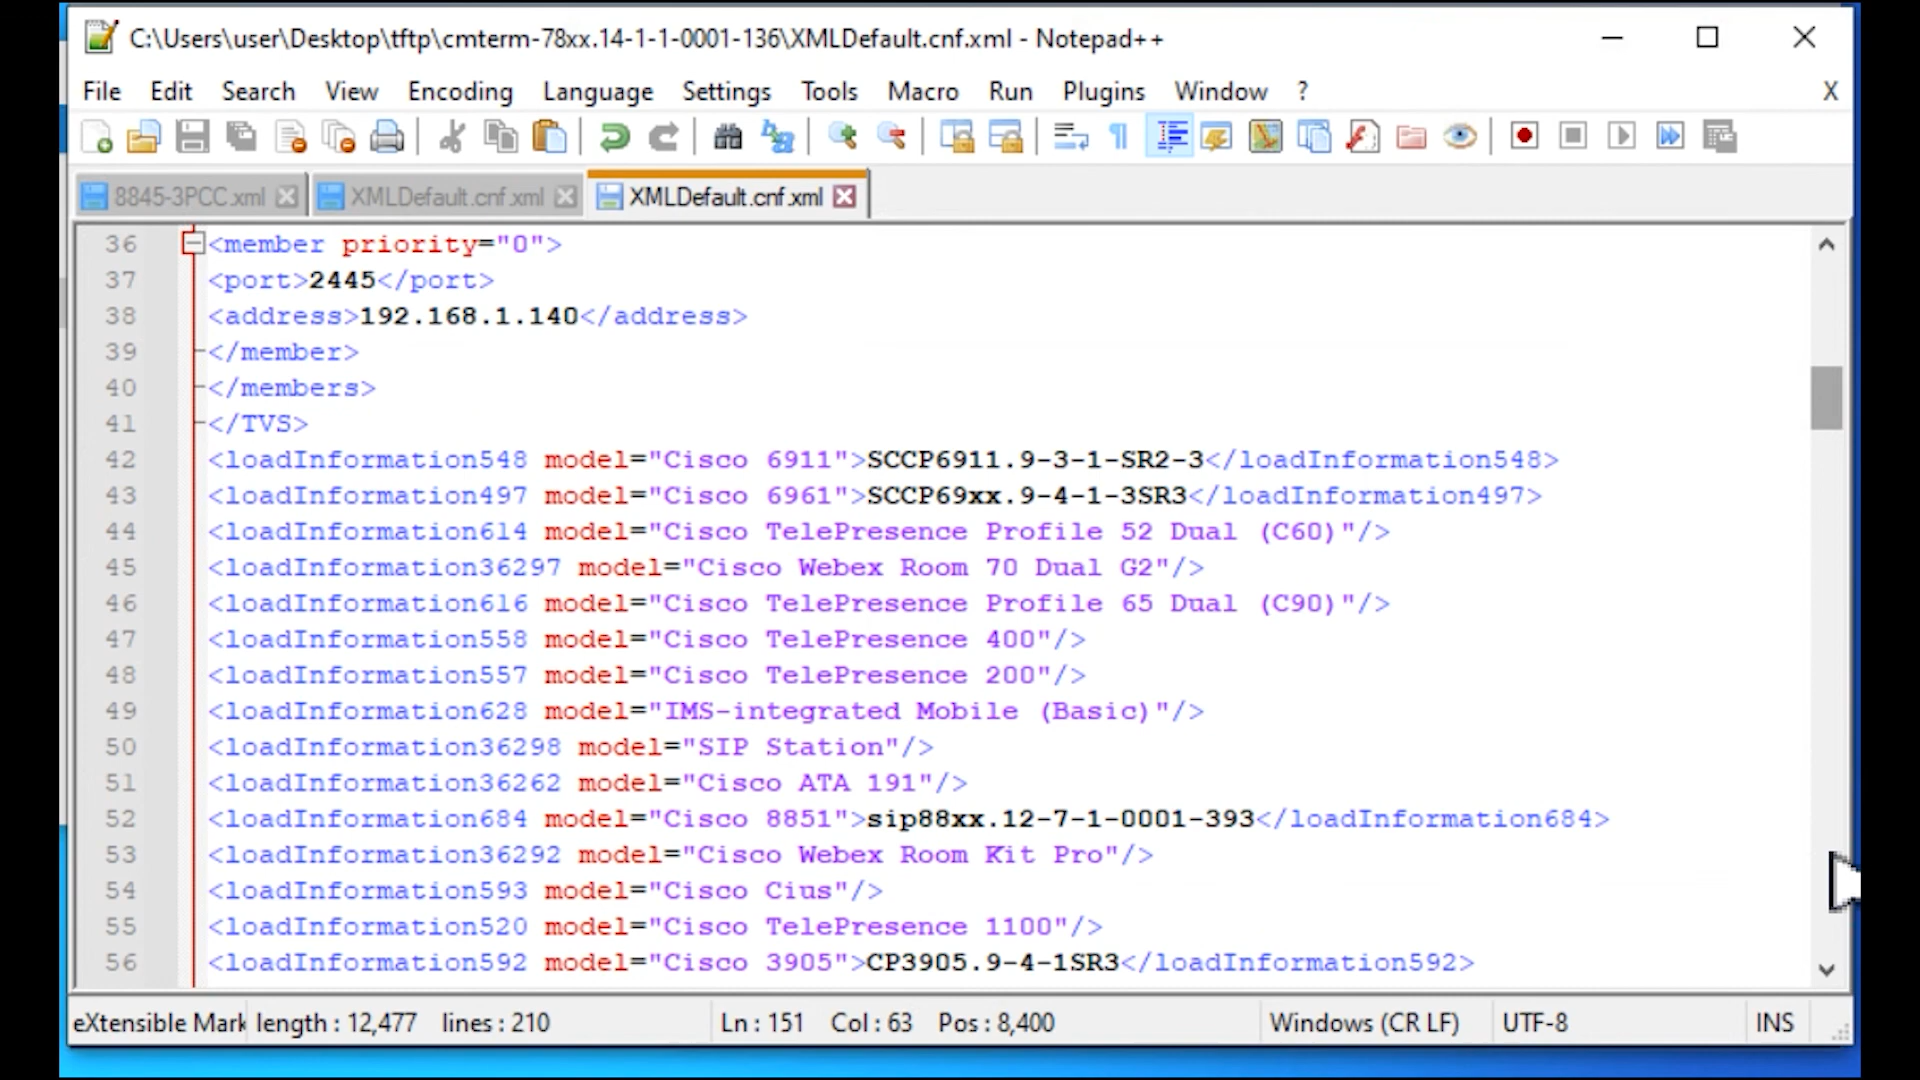 C:\Users\user\Desktop\tftp\cmterm-78xx.14-1-1-0001-136\XMLDefault.cnf.xml - Notepad++
File Edit Search View Encoding Language Settings Tools Macro Run Plugins Window ? X
8845-3PCC.xml XMLDefault.cnf.xml XMLDefault.cnf.xml
36 <member priority="0">
37 <port>2445</port>
38 <address>192.168.1.140</address>
39 </member>
40 </members>
41 </TVS>
42 <loadInformation548 model="Cisco 6911">SCCP6911.9-3-1-SR2-3</loadInformation548>
43 <loadInformation497 model="Cisco 6961">SCCP69xx.9-4-1-3SR3</loadInformation497>
44 <loadInformation614 model="Cisco TelePresence Profile 52 Dual (C60)"/>
45 <loadInformation36297 model="Cisco Webex Room 70 Dual G2"/>
46 <loadInformation616 model="Cisco TelePresence Profile 65 Dual (C90)"/>
47 <loadInformation558 model="Cisco TelePresence 400"/>
48 <loadInformation557 model="Cisco TelePresence 200"/>
49 <loadInformation628 model="IMS-integrated Mobile (Basic)"/>
50 <loadInformation36298 model="SIP Station"/>
51 <loadInformation36262 model="Cisco ATA 191"/>
52 <loadInformation684 model="Cisco 8851">sip88xx.12-7-1-0001-393</loadInformation684>
53 <loadInformation36292 model="Cisco Webex Room Kit Pro"/>
54 <loadInformation593 model="Cisco Cius"/>
55 <loadInformation520 model="Cisco TelePresence 1100"/>
56 <loadInformation592 model="Cisco 3905">CP3905.9-4-1SR3</loadInformation592>
eXtensible Mark length : 12,477 lines : 210 Ln : 151 Col : 63 Pos : 8,400 Windows (CR LF) UTF-8 INS